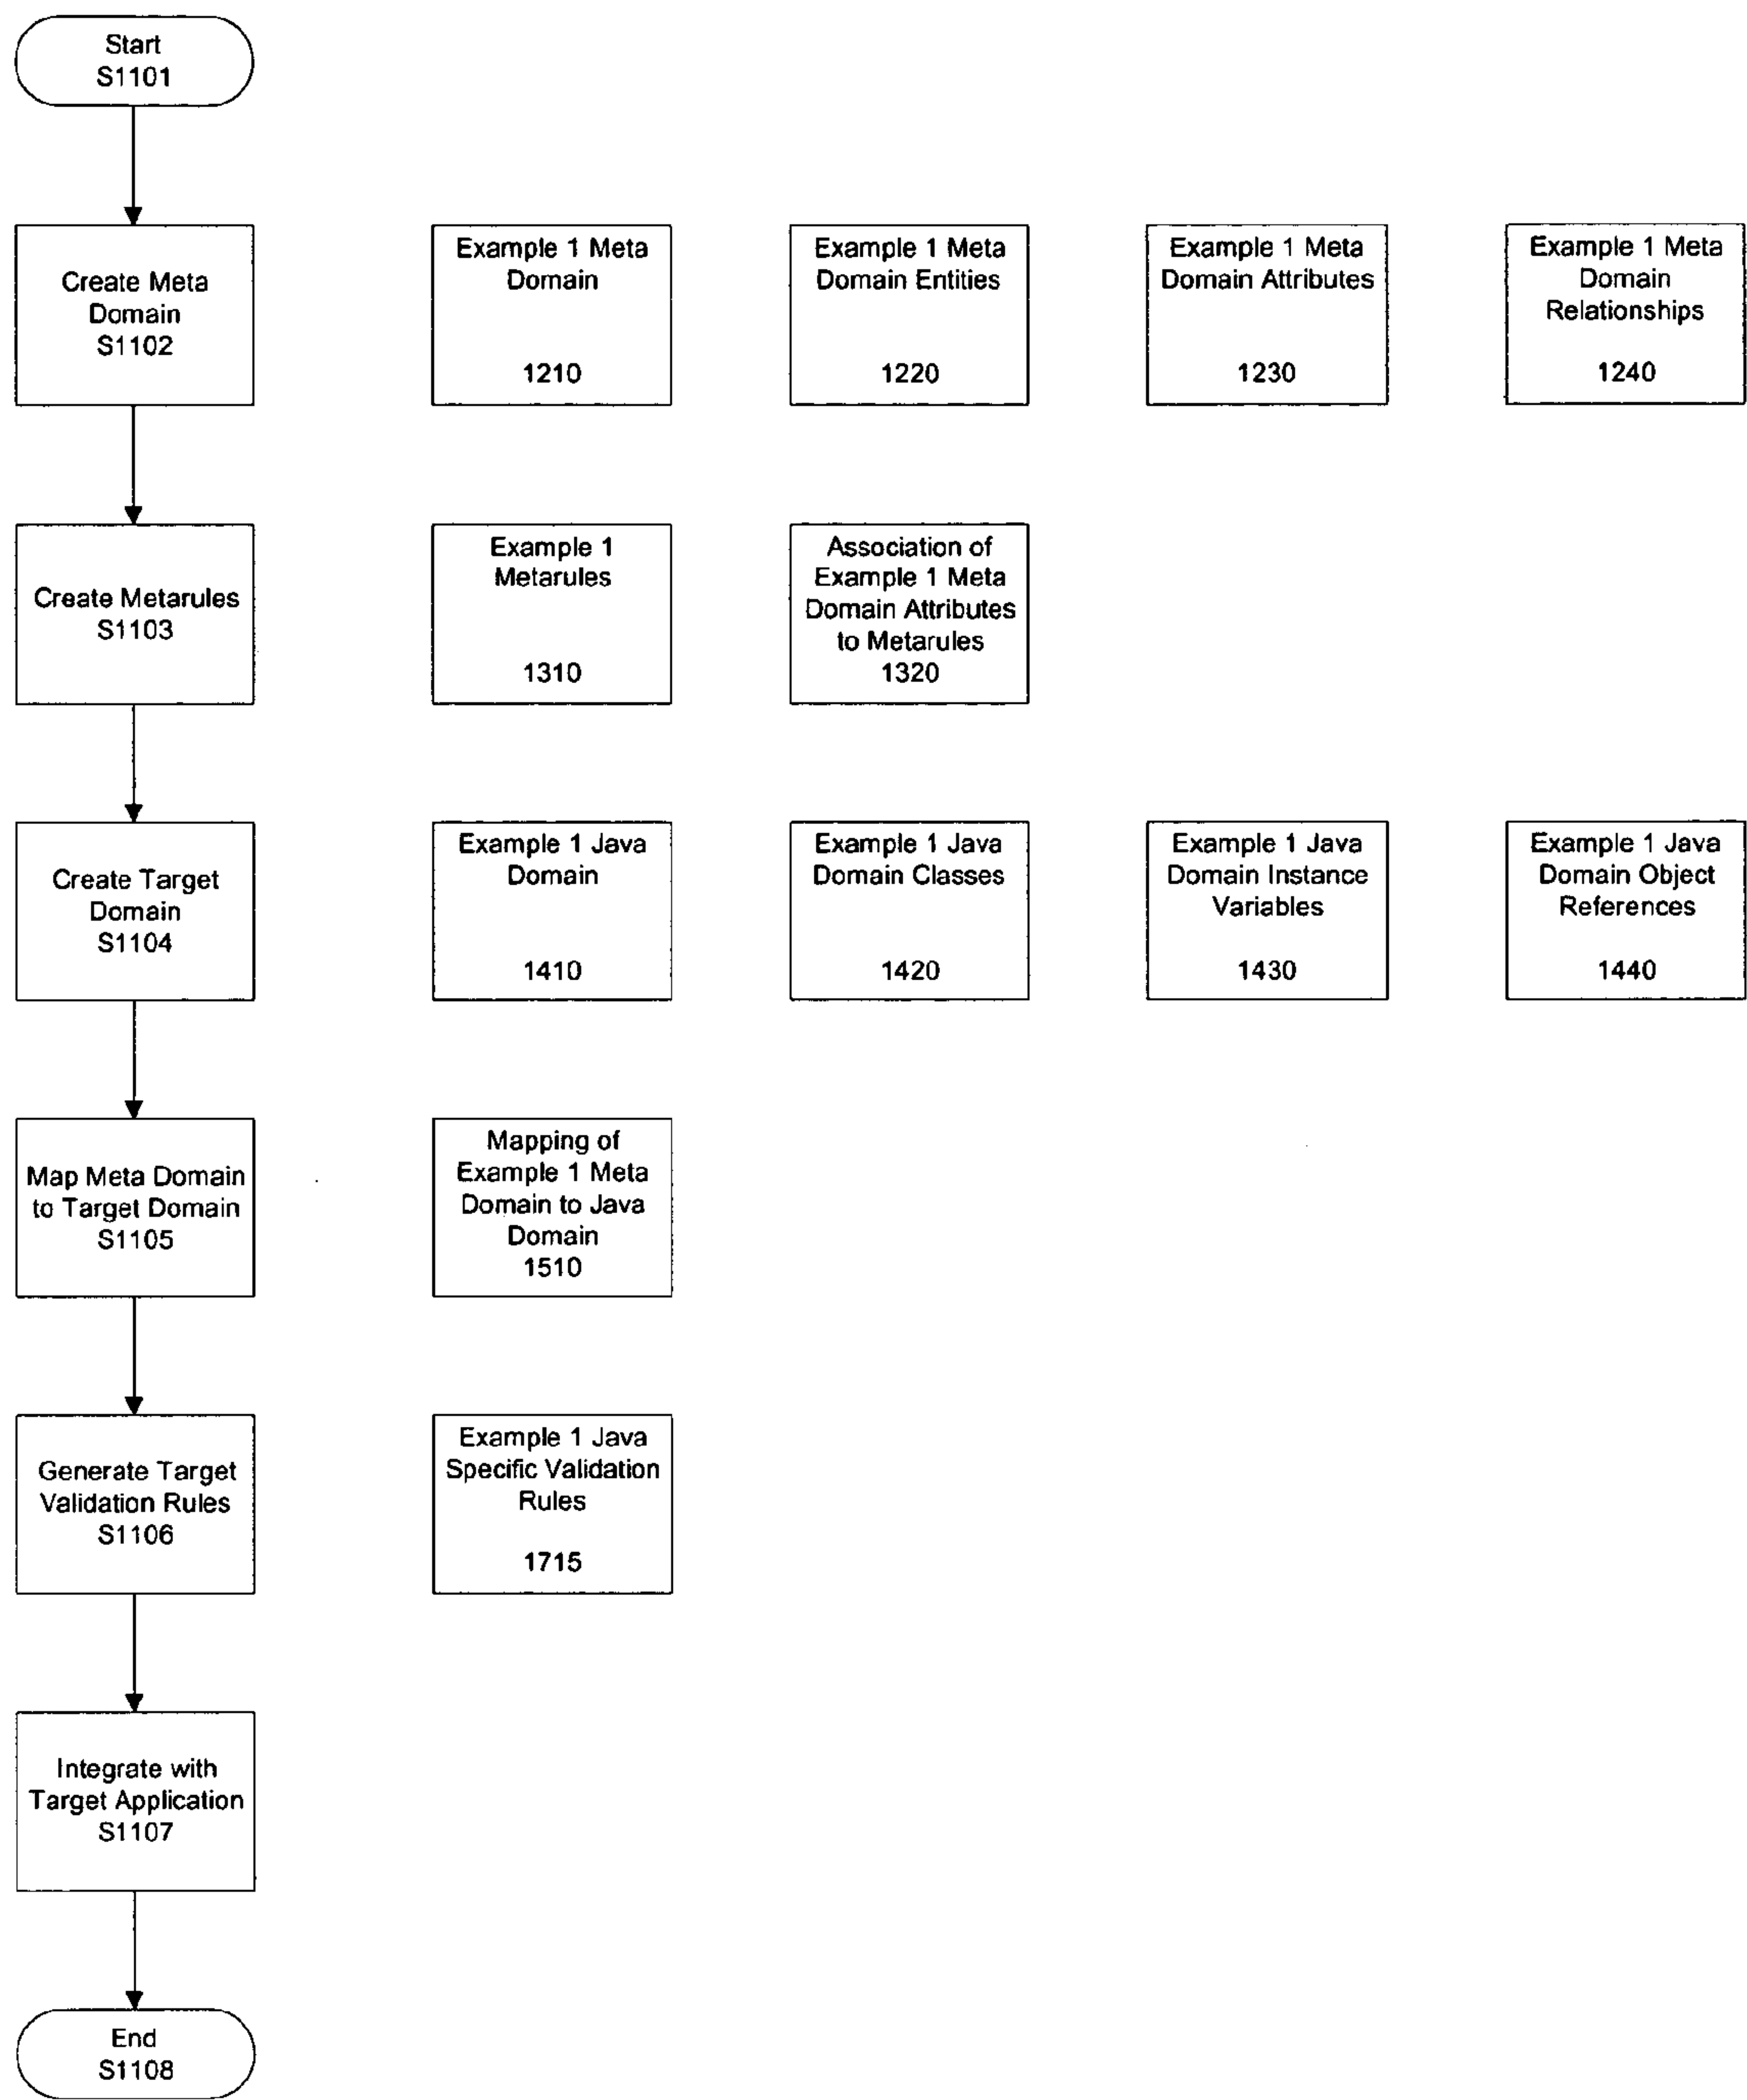 Start
S1101
Create Meta
Domain
S1102
Example 1 Meta
Domain
1210
Example 1 Meta
Domain Entities
1220
Example 1 Meta
Domain Attributes
1230
Example 1 Meta
Domain
Relationships
1240
Create Metarules
S1103
Example 1
Metarules
1310
Association of
Example 1 Meta
Domain Attributes
to Metarules
1320
Create Target
Domain
S1104
Example 1 Java
Domain
1410
Example 1 Java
Domain Classes
1420
Example 1 Java
Domain Instance
Variables
1430
Example 1 Java
Domain Object
References
1440
Map Meta Domain
to Target Domain
S1105
Mapping of
Example 1 Meta
Domain to Java
Domain
1510
Generate Target
Validation Rules
S1106
Example 1 Java
Specific Validation
Rules
1715
Integrate with
Target Application
S1107
End
S1108